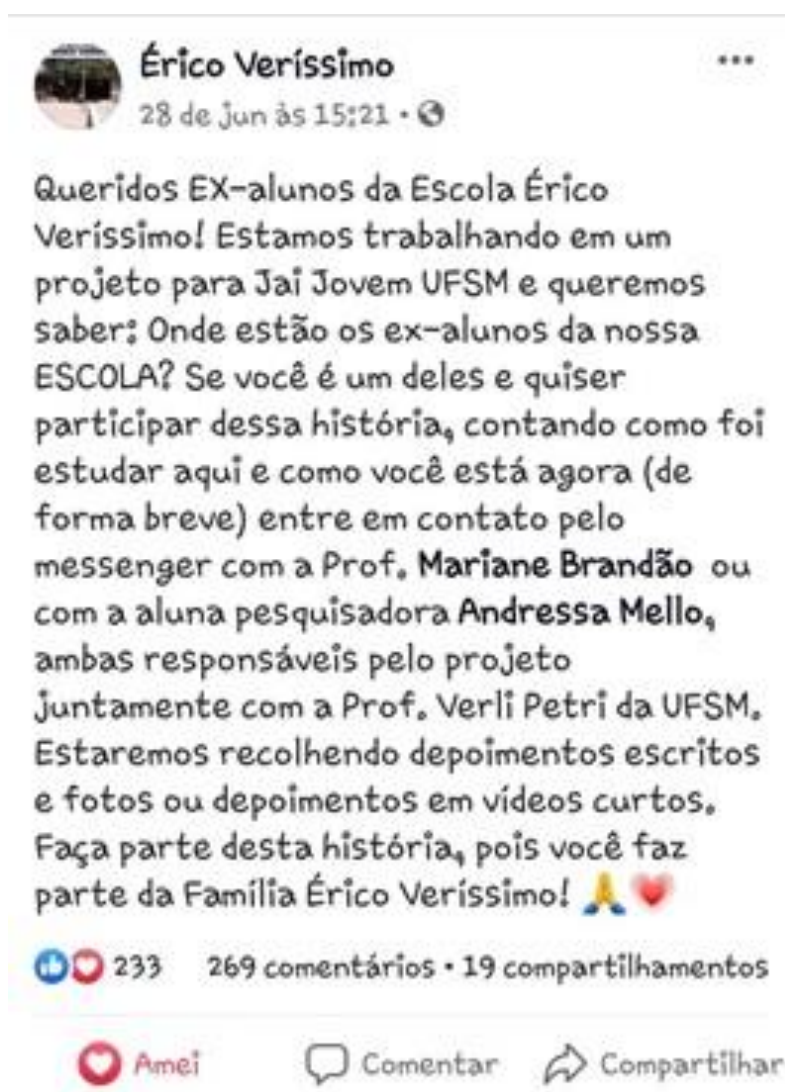 Érico Veríssimo
28 de jun às 15:21 •
Queridos EX-alunos da Escola Érico
Veríssimo! Estamos trabalhando em um
projeto para Jai Jovem UFSM e queremos
saber: Onde estão os ex-alunos da nossa
ESCOLA? Se você é um deles e quiser
participar dessa história, contando como foi
estudar aqui e como você está agora (de
forma breve) entre em contato pelo
messenger com a Prof. Mariane Brandão ou
com a aluna pesquisadora Andressa Mello,
ambas responsáveis pelo projeto
juntamente com a Prof. Verli Petri da UFSM.
Estaremos recolhendo depoimentos escritos
e fotos ou depoimentos em vídeos curtos.
Faça parte desta história, pois você faz
parte da Família Érico Veríssimo! 🙏💗
233 269 comentários • 19 compartilhamentos
Amei Comentar Compartilhar